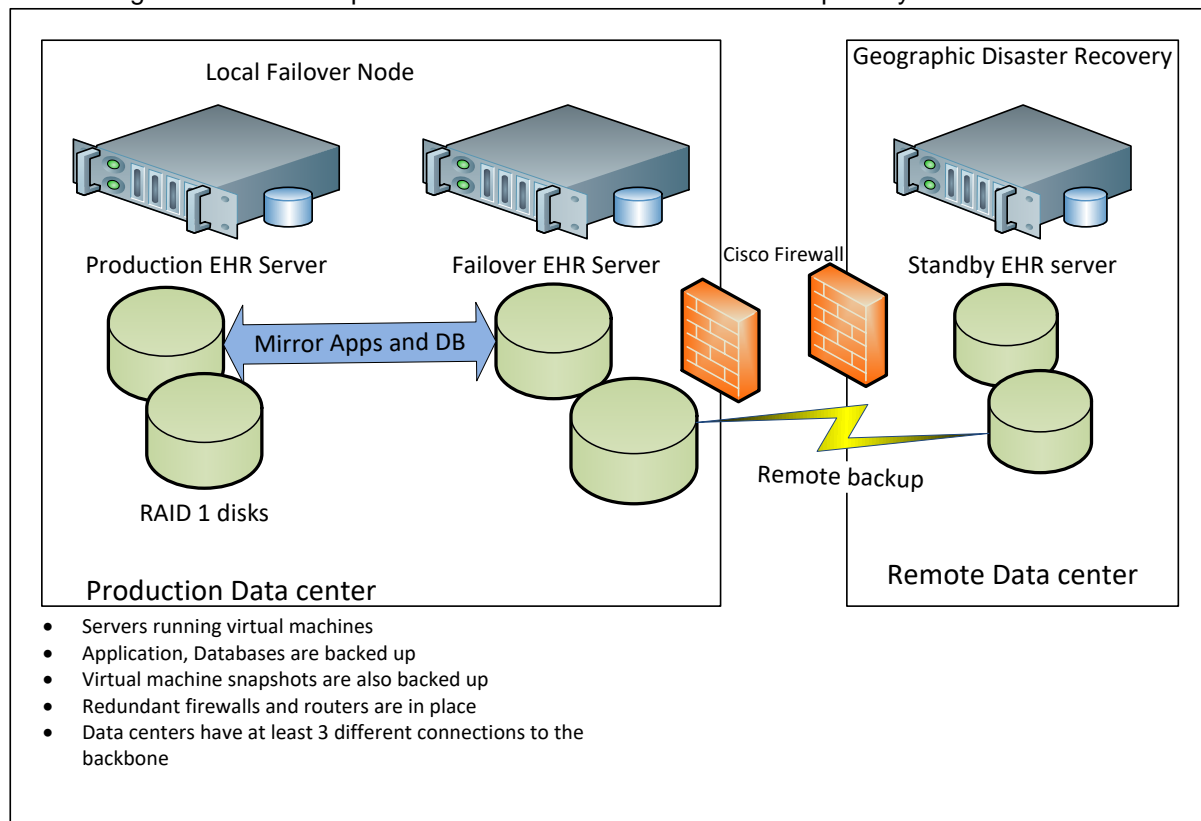 Local Failover Node
Geographic Disaster Recovery
Production EHR Server
Failover EHR Server
Cisco Firewall
Standby EHR server
Mirror Apps and DB
Remote backup
RAID 1 disks
Production Data center
Remote Data center
• Servers running virtual machines
• Application, Databases are backed up
• Virtual machine snapshots are also backed up
• Redundant firewalls and routers are in place
• Data centers have at least 3 different connections to the
backbone